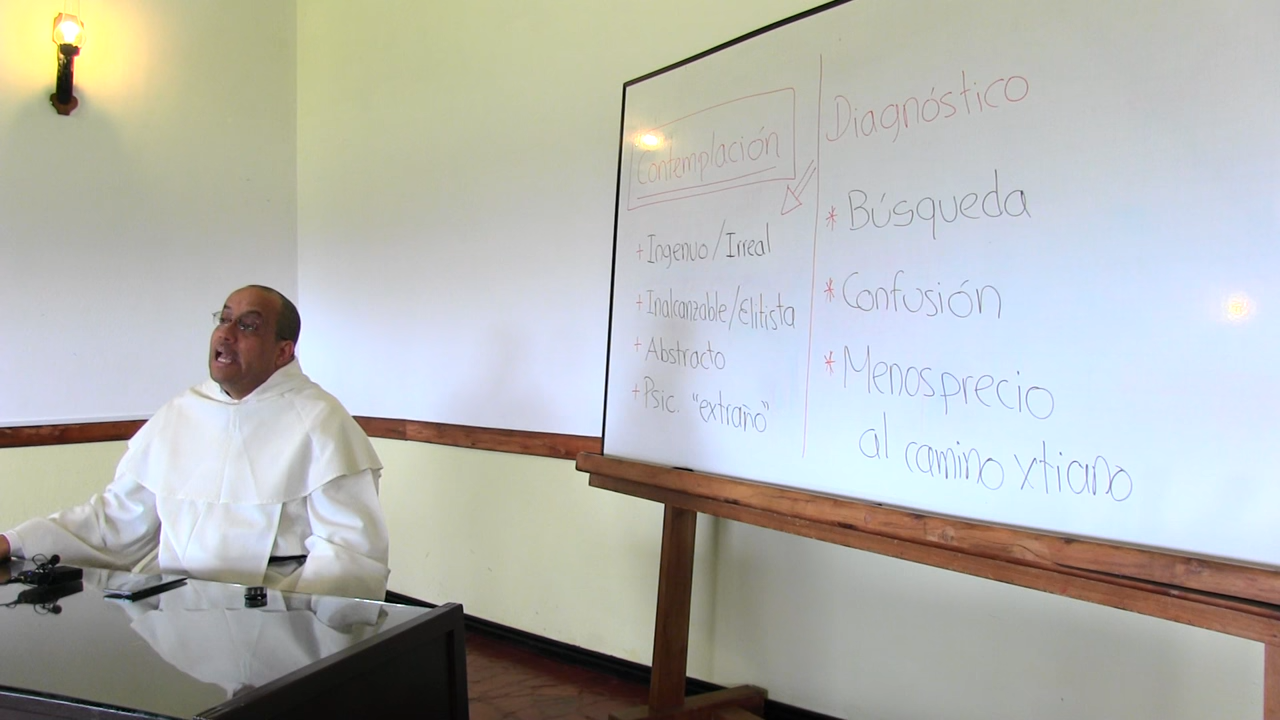 Contemplación
+ Ingenuo/Irreal
+ Inalcanzable/Elitista
+ Abstracto
+ Psic. "extraño"
Diagnóstico
* Búsqueda
* Confusión
* Menosprecio
al camino xtiano